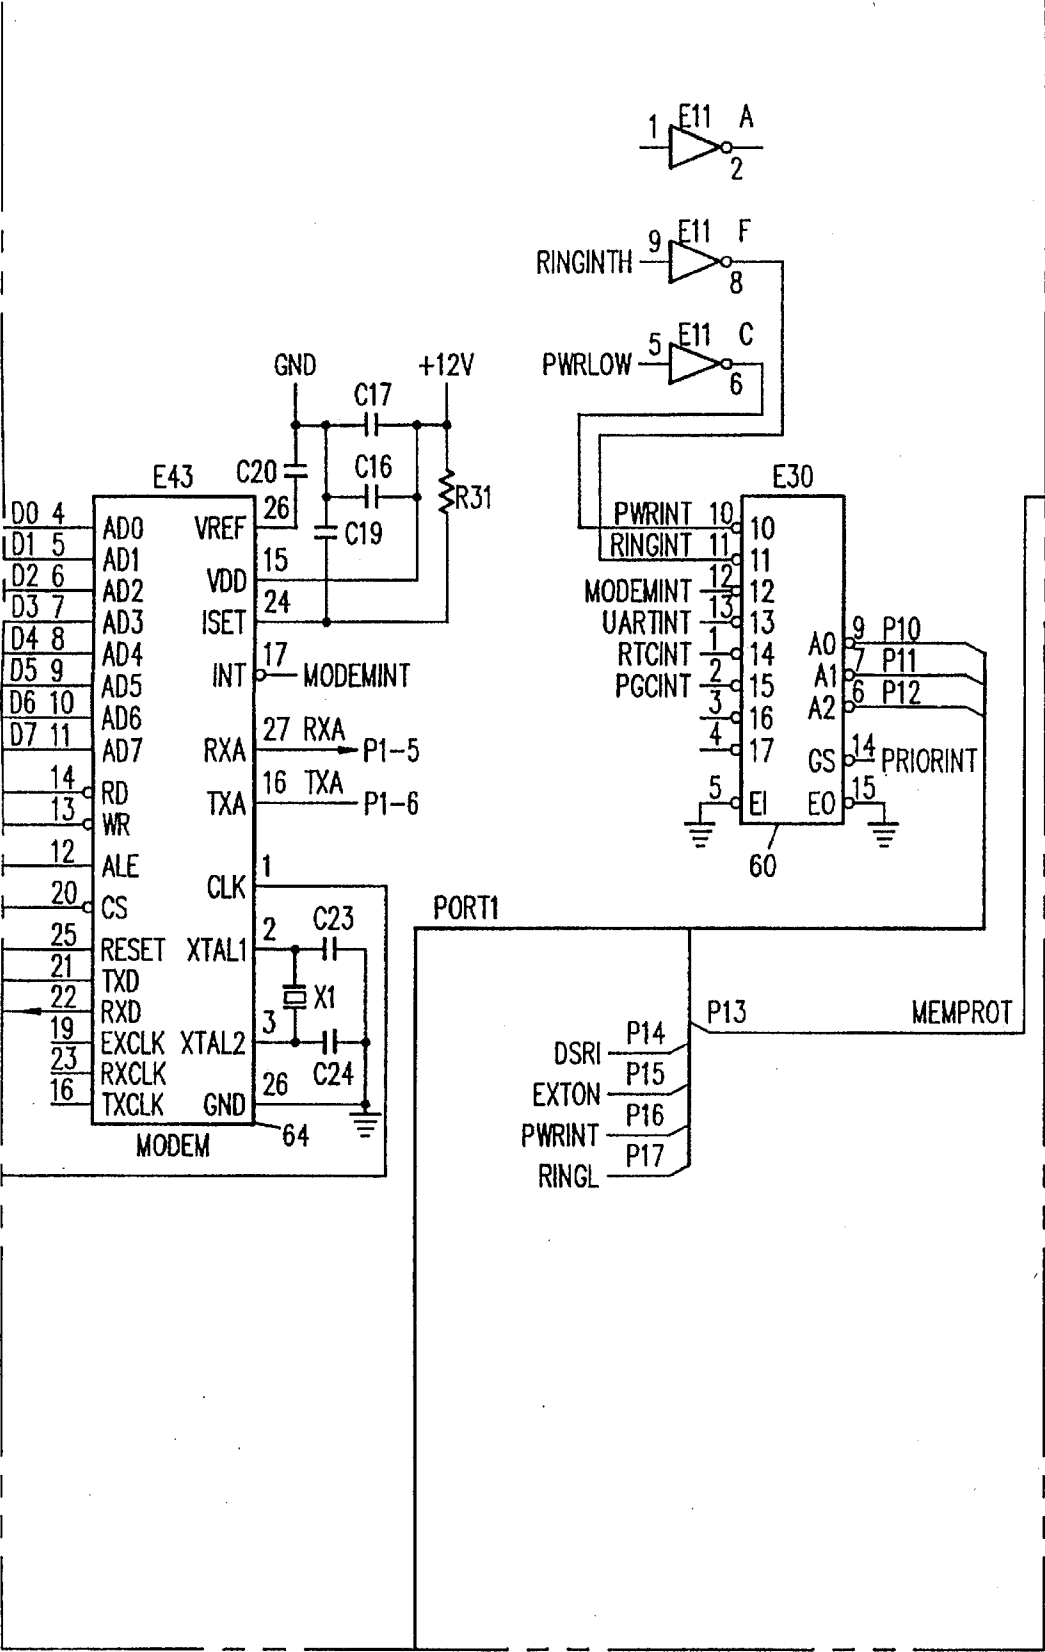 1 E11 A
2
RINGINTH 9 E11 F
8
PWRLOW 5 E11 C
6
GND +12V
C17
C20 C16 R31
C19
E43
D0 4 AD0 VREF 26
D1 5 AD1
D2 6 AD2 VDD 15
D3 7 AD3 ISET 24
D4 8 AD4
D5 9 AD5 INT 17 MODEMINT
D6 10 AD6
D7 11 AD7 RXA 27 RXA P1-5
14 RD TXA 16 TXA P1-6
13 WR
12 ALE CLK 1
20 CS
25 RESET XTAL1 2 C23
21 TXD
22 RXD X1
19 EXCLK XTAL2 3 C24
23 RXCLK
16 TXCLK GND 26
MODEM 64
E30
PWRINT 10 10
RINGINT 11 11
MODEMINT 12 12
UARTINT 13 13
RTCINT 1 14 A0 9 P10
PGCINT 2 15 A1 7 P11
3 16 A2 6 P12
4 17 GS 14 PRIORINT
5 EI EO 15
60
PORT1
P13 MEMPROT
DSRI P14
EXTON P15
PWRINT P16
RINGL P17